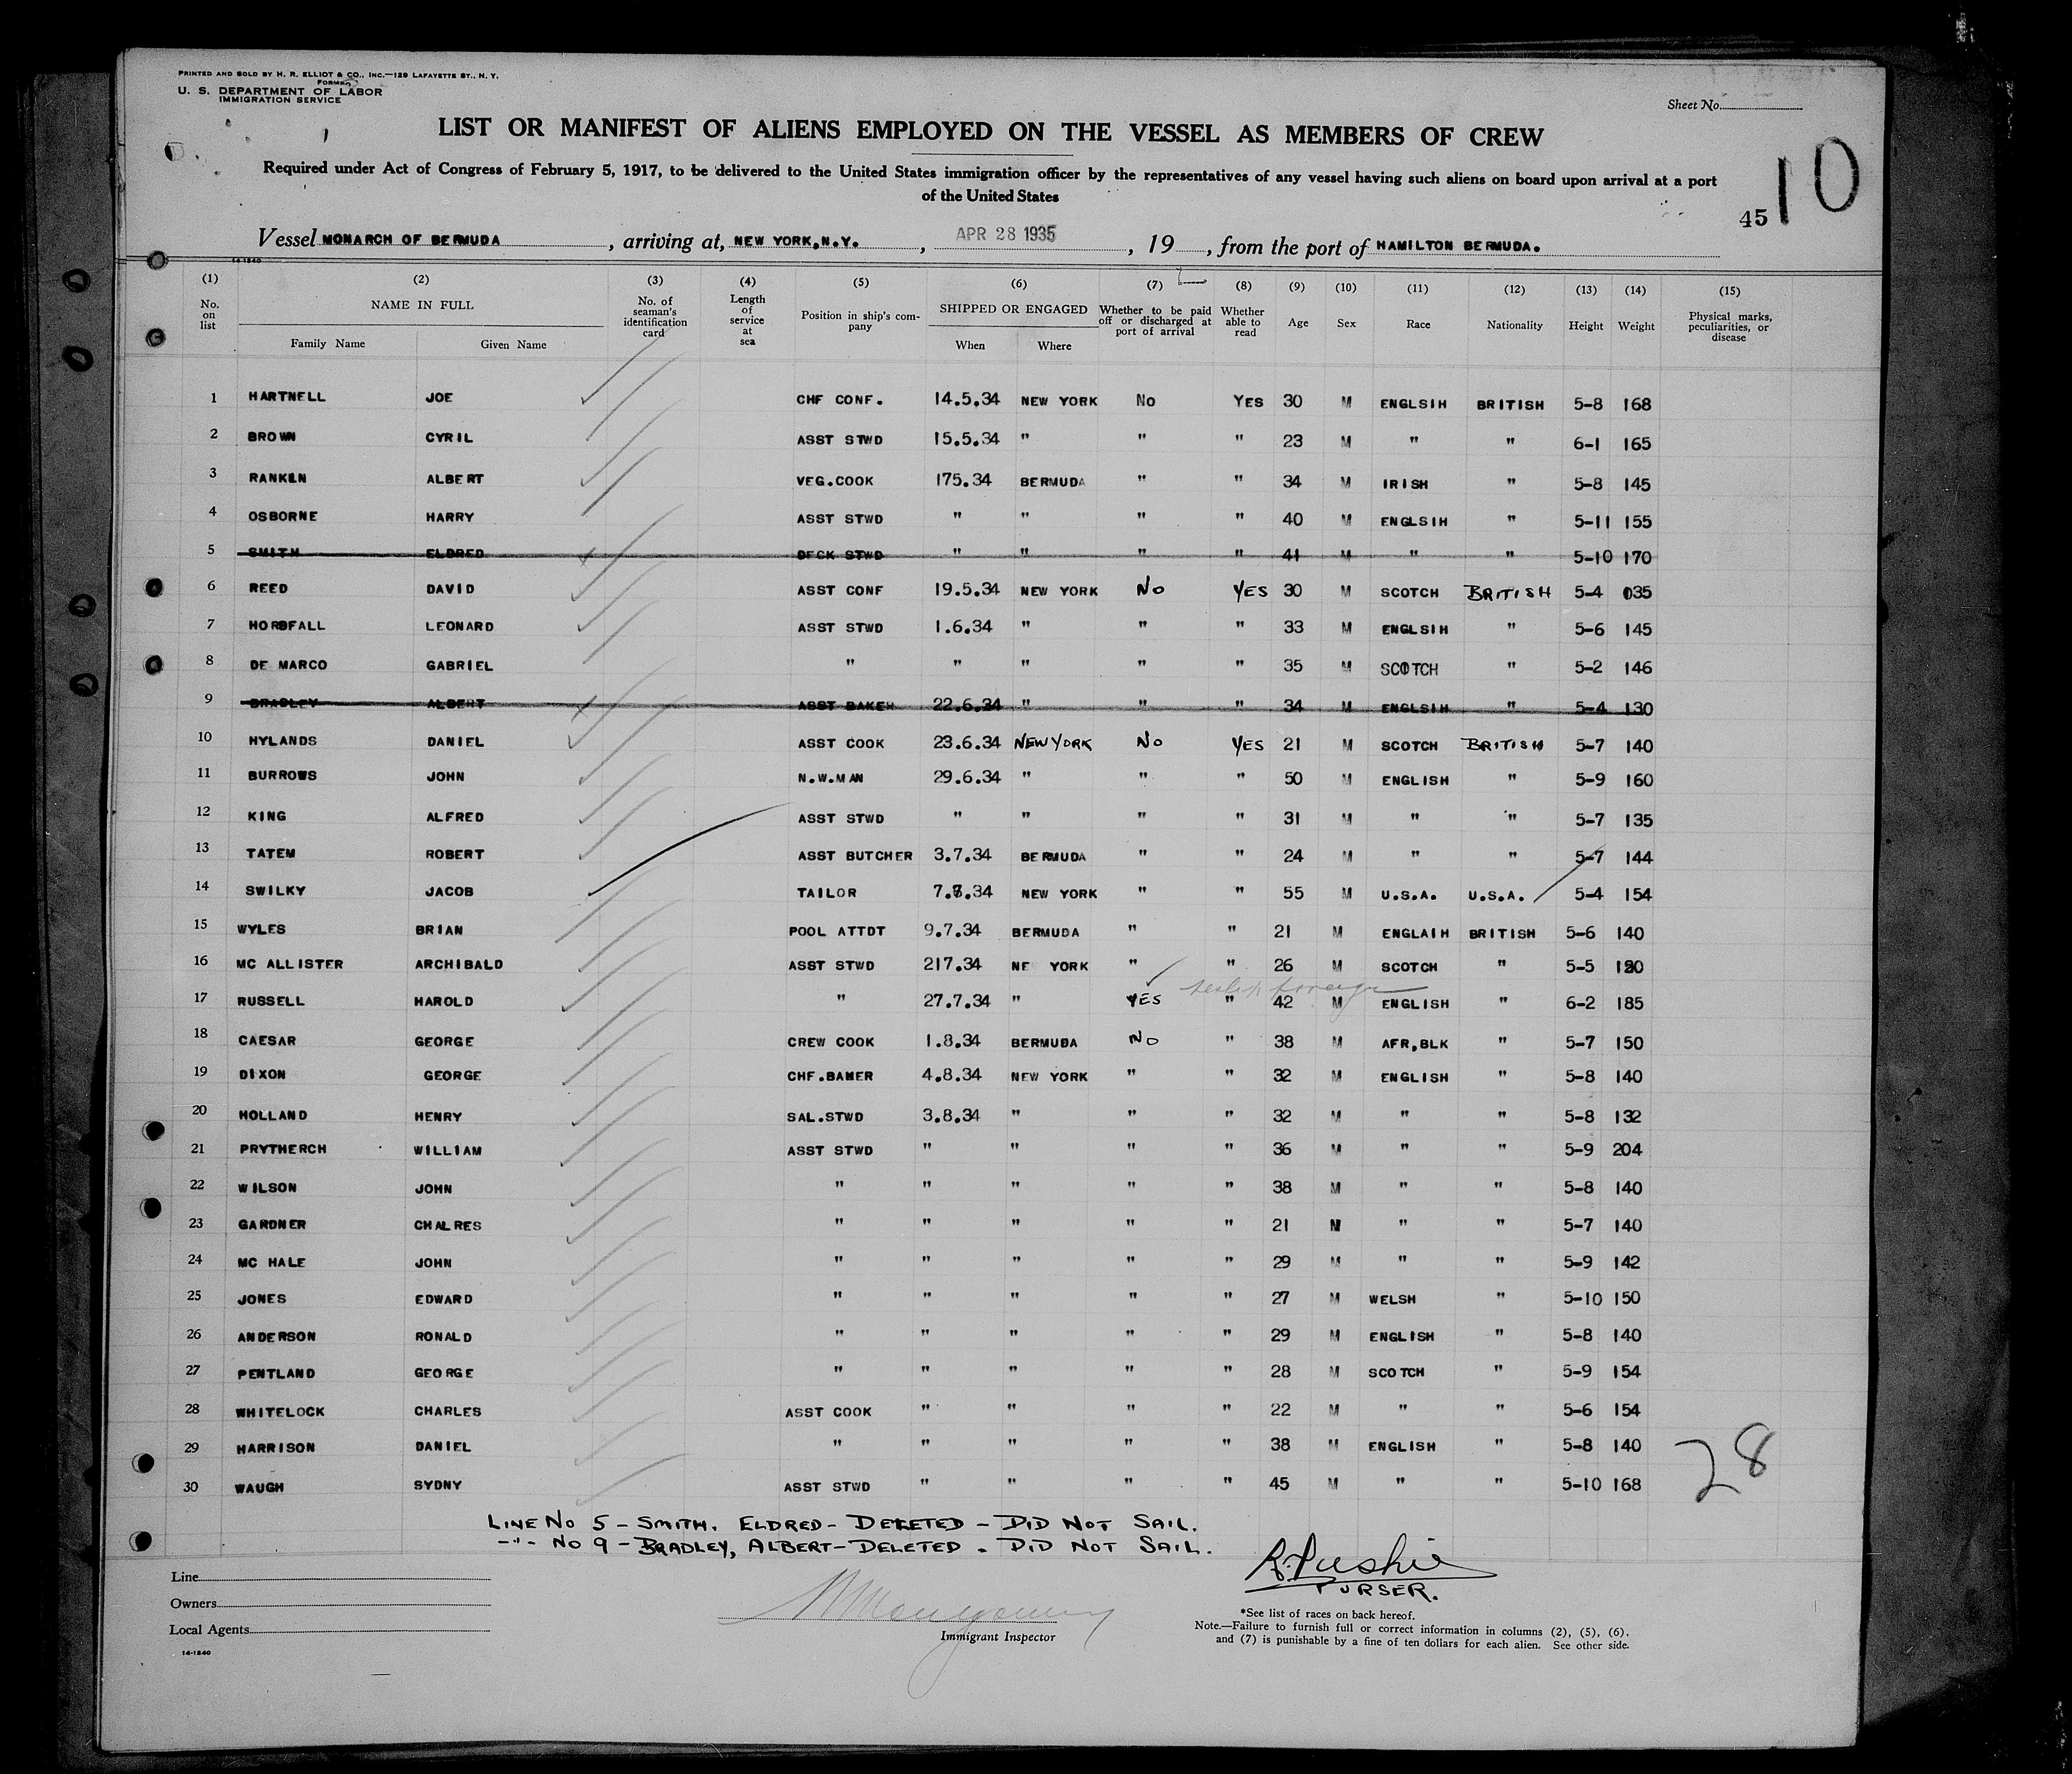 PRINTED AND SOLD BY H. R. ELLIOT & CO., INC.—129 LAFAYETTE ST., N. Y.
Form
U. S. DEPARTMENT OF LABOR
IMMIGRATION SERVICE
Sheet No.
LIST OR MANIFEST OF ALIENS EMPLOYED ON THE VESSEL AS MEMBERS OF CREW
10
Required under Act of Congress of February 5, 1917, to be delivered to the United States immigration officer by the representatives of any vessel having such aliens on board upon arrival at a port
of the United States
45
Vessel MONARCH OF BERMUDA, arriving at, NEW YORK,N.Y., APR 28 1935, 19, from the port of HAMILTON BERMUDA.
14-1240
(1) (2) (3) (4) (5) (6) (7) (8) (9) (10) (11) (12) (13) (14) (15)
No. on list NAME IN FULL Family Name Given Name No. of seaman's identification card Length of service at sea Position in ship's company SHIPPED OR ENGAGED When Where Whether to be paid off or discharged at port of arrival Whether able to read Age Sex Race Nationality Height Weight Physical marks, peculiarities, or disease
1 HARTNELL JOE CHF CONF. 14.5.34 NEW YORK No YES 30 M ENGLSIH BRITISH 5-8 168
2 BROWN CYRIL ASST STWD 15.5.34 " " " 23 M " " 6-1 165
3 RANKEN ALBERT VEG.COOK 175.34 BERMUDA " " 34 M IRISH " 5-8 145
4 OSBORNE HARRY ASST STWD " " " " 40 M ENGLSIH " 5-11 155
5 SMITH ELDRED DECK STWD " " " " 41 M " " 5-10 170
6 REED DAVID ASST CONF 19.5.34 NEW YORK No YES 30 M SCOTCH BRITISH 5-4 035
7 HORSFALL LEONARD ASST STWD 1.6.34 " " " 33 M ENGLSIH " 5-6 145
8 DE MARCO GABRIEL " " " " " 35 M SCOTCH " 5-2 146
9 BRADLEY ALBERT ASST BAKER 22.6.34 " " " 34 M ENGLSIH " 5-4 130
10 HYLANDS DANIEL ASST COOK 23.6.34 NEW YORK No YES 21 M SCOTCH BRITISH 5-7 140
11 BURROWS JOHN N.W.MAN 29.6.34 " " " 50 M ENGLISH " 5-9 160
12 KING ALFRED ASST STWD " " " " 31 M " " 5-7 135
13 TATEM ROBERT ASST BUTCHER 3.7.34 BERMUDA " " 24 M " " 5-7 144
14 SWILKY JACOB TAILOR 7.7.34 NEW YORK " " 55 M U.S.A. U.S.A. 5-4 154
15 WYLES BRIAN POOL ATTDT 9.7.34 BERMUDA " " 21 M ENGLAIH BRITISH 5-6 140
16 MC ALLISTER ARCHIBALD ASST STWD 217.34 NE YORK " " 26 M SCOTCH " 5-5 120
17 RUSSELL HAROLD " 27.7.34 " YES " 42 M ENGLISH " 6-2 185
foreign
18 CAESAR GEORGE CREW COOK 1.8.34 BERMUDA No " 38 M AFR,BLK " 5-7 150
19 DIXON GEORGE CHF.BAMER 4.8.34 NEW YORK " " 32 M ENGLISH " 5-8 140
20 HOLLAND HENRY SAL.STWD 3.8.34 " " " 32 M " " 5-8 132
21 PRYTHERCH WILLIAM ASST STWD " " " " 36 M " " 5-9 204
22 WILSON JOHN " " " " " 38 M " " 5-8 140
23 GARDNER CHALRES " " " " " 21 M " " 5-7 140
24 MC HALE JOHN " " " " " 29 M " " 5-9 142
25 JONES EDWARD " " " " " 27 M WELSH " 5-10 150
26 ANDERSON RONALD " " " " " 29 M ENGLISH " 5-8 140
27 PENTLAND GEORGE " " " " " 28 M SCOTCH " 5-9 154
28 WHITELOCK CHARLES ASST COOK " " " " 22 M " " 5-6 154
29 HARRISON DANIEL " " " " " 38 M ENGLISH " 5-8 140
28
30 WAUGH SYDNY ASST STWD " " " " 45 M " " 5-10 168
LINE NO 5 – SMITH. ELDRED – DELETED – DID NOT SAIL.
-"- NO 9 – BRADLEY, ALBERT – DELETED. DID NOT SAIL.
R. Pushie
PURSER.
Line
Owners
Local Agents
14-1240
Montgomery
Immigrant Inspector
*See list of races on back hereof.
Note.—Failure to furnish full or correct information in columns (2), (5), (6),
and (7) is punishable by a fine of ten dollars for each alien. See other side.